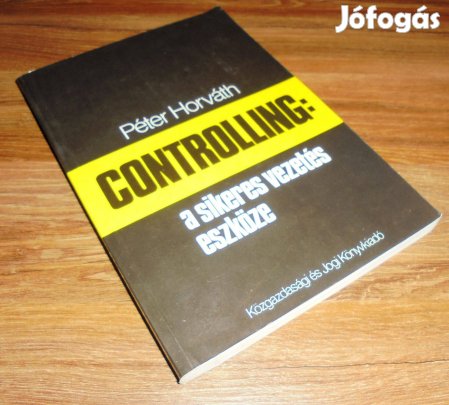 Jófogás
Péter Horváth
CONTROLLING:
a sikeres vezetés
eszköze
Közgazdasági és Jogi Könyvkiadó